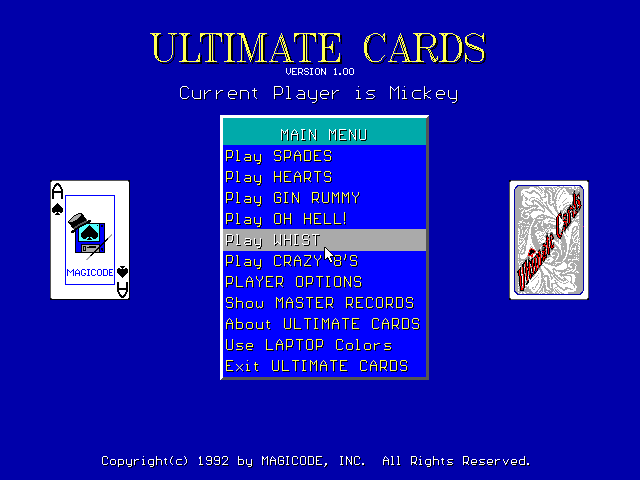 ULTIMATE CARDS
VERSION 1.00
Current Player is Mickey
MAIN MENU
Play SPADES
Play HEARTS
Play GIN RUMMY
Play OH HELL!
Play WHIST
Play CRAZY 8'S
PLAYER OPTIONS
Show MASTER RECORDS
About ULTIMATE CARDS
Use LAPTOP Colors
Exit ULTIMATE CARDS
A
MAGICODE
A
Ultimate Cards
Copyright(c) 1992 by MAGICODE, INC.  All Rights Reserved.